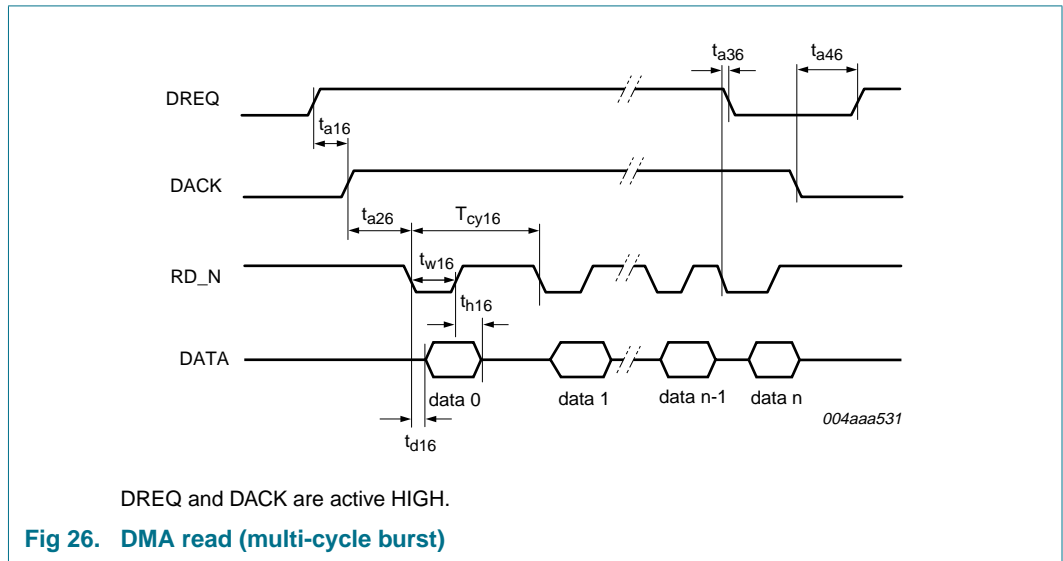 ta36
ta46
DREQ
ta16
DACK
ta26
Tcy16
tw16
RD_N
th16
DATA
data 0
data 1
data n-1
data n
004aaa531
td16
DREQ and DACK are active HIGH.
Fig 26. DMA read (multi-cycle burst)